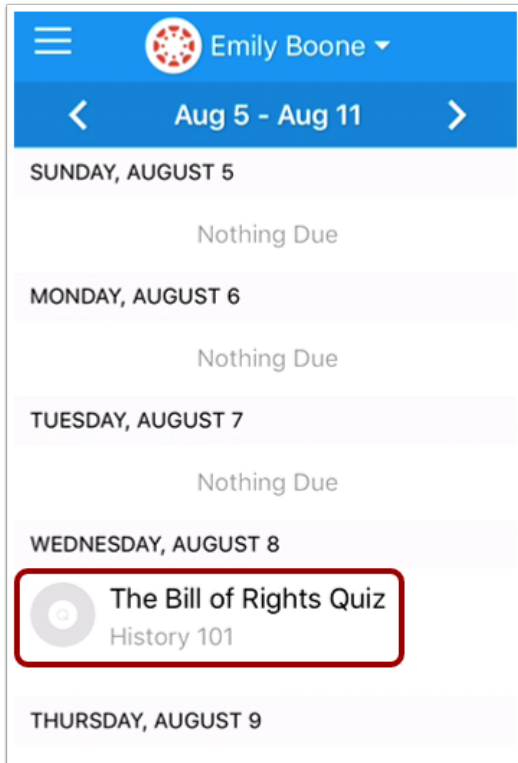 Emily Boone
Aug 5 - Aug 11
SUNDAY, AUGUST 5
Nothing Due
MONDAY, AUGUST 6
Nothing Due
TUESDAY, AUGUST 7
Nothing Due
WEDNESDAY, AUGUST 8
Q The Bill of Rights Quiz
History 101
THURSDAY, AUGUST 9